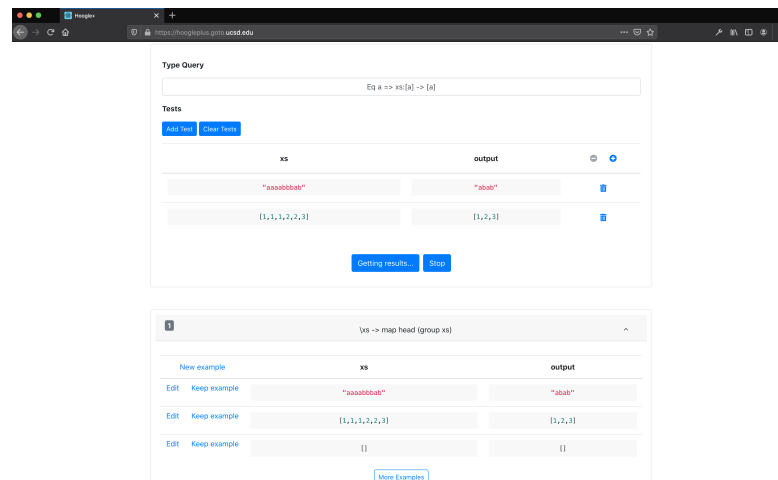 Hoogle+
https://hoogleplus.goto.ucsd.edu
Type Query
Eq a => xs:[a] -> [a]
Tests
Add Test Clear Tests
xs output
"aaaabbbab" "abab"
[1,1,1,2,2,3] [1,2,3]
Getting results... Stop
1 \xs -> map head (group xs)
New example xs output
Edit Keep example "aaaabbbab" "abab"
Edit Keep example [1,1,1,2,2,3] [1,2,3]
Edit Keep example [] []
More Examples